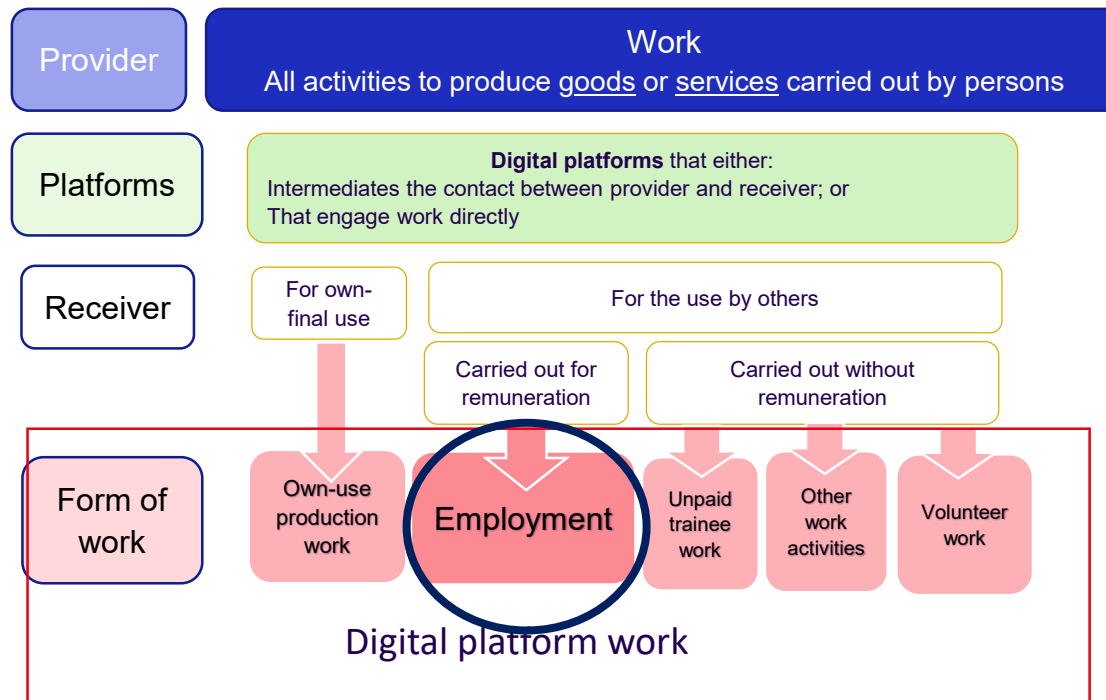 Provider
Work
All activities to produce goods or services carried out by persons
Platforms
Digital platforms that either:
Intermediates the contact between provider and receiver; or
That engage work directly
Receiver
For own-
final use
For the use by others
Carried out for
remuneration
Carried out without
remuneration
Form of
work
Own-use
production
work
Employment
Unpaid
trainee
work
Other
work
activities
Volunteer
work
Digital platform work